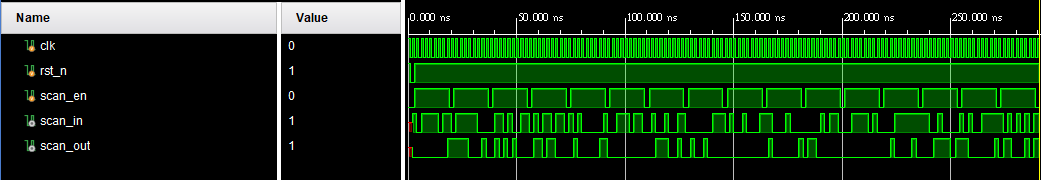 Name Value 0.000 ns 50.000 ns 100.000 ns 150.000 ns 200.000 ns 250.000 ns
clk 0
rst_n 1
scan_en 0
scan_in 1
scan_out 1